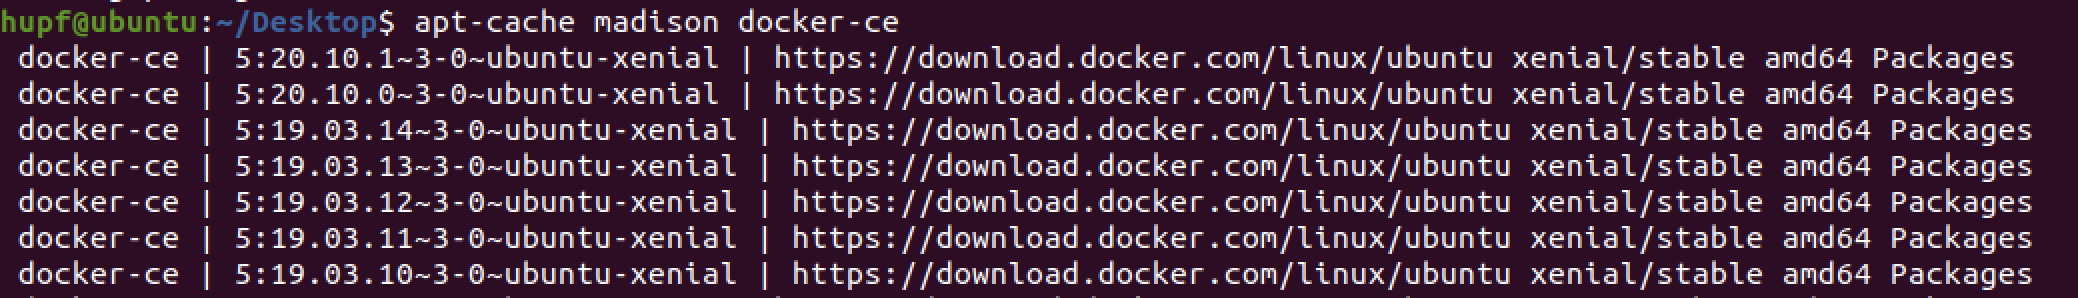 hupf@ubuntu:~/Desktop$ apt-cache madison docker-ce
docker-ce | 5:20.10.1~3-0~ubuntu-xenial | https://download.docker.com/linux/ubuntu xenial/stable amd64 Packages
docker-ce | 5:20.10.0~3-0~ubuntu-xenial | https://download.docker.com/linux/ubuntu xenial/stable amd64 Packages
docker-ce | 5:19.03.14~3-0~ubuntu-xenial | https://download.docker.com/linux/ubuntu xenial/stable amd64 Packages
docker-ce | 5:19.03.13~3-0~ubuntu-xenial | https://download.docker.com/linux/ubuntu xenial/stable amd64 Packages
docker-ce | 5:19.03.12~3-0~ubuntu-xenial | https://download.docker.com/linux/ubuntu xenial/stable amd64 Packages
docker-ce | 5:19.03.11~3-0~ubuntu-xenial | https://download.docker.com/linux/ubuntu xenial/stable amd64 Packages
docker-ce | 5:19.03.10~3-0~ubuntu-xenial | https://download.docker.com/linux/ubuntu xenial/stable amd64 Packages